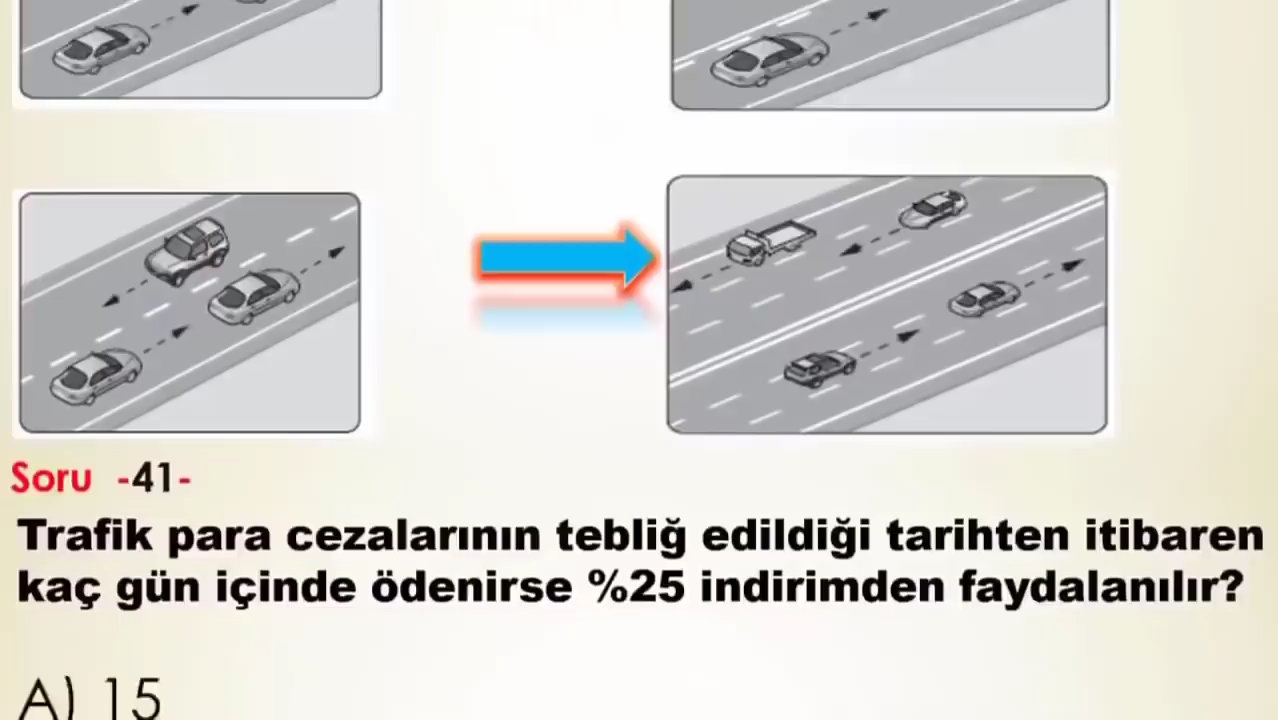 Soru -41-
Trafik para cezalarının tebliğ edildiği tarihten itibaren
kaç gün içinde ödenirse %25 indirimden faydalanılır?
A) 15